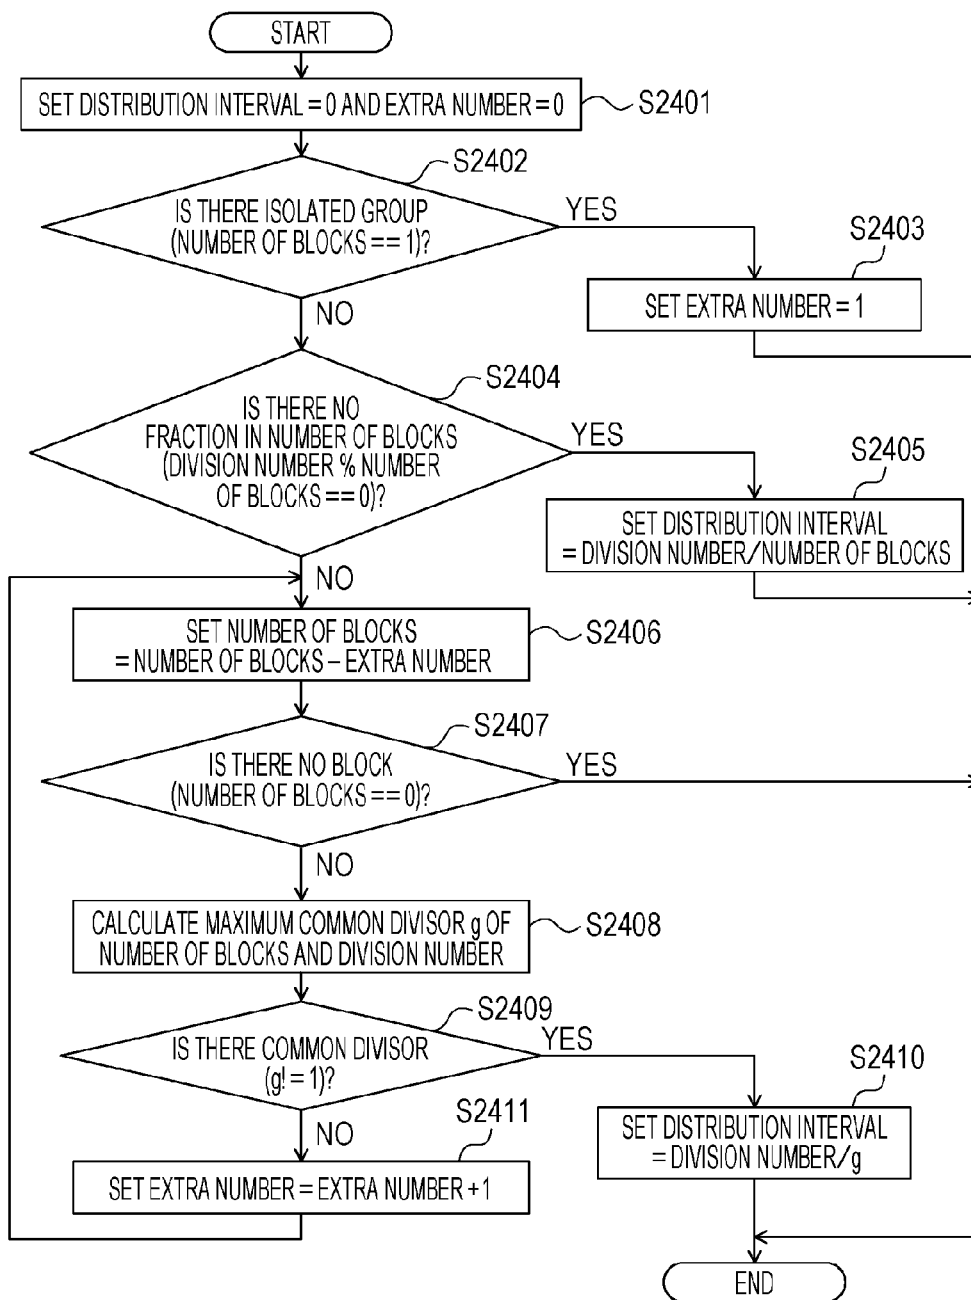 START
SET DISTRIBUTION INTERVAL = 0 AND EXTRA NUMBER = 0
S2401
S2402
IS THERE ISOLATED GROUP
(NUMBER OF BLOCKS == 1)?
YES
S2403
SET EXTRA NUMBER = 1
NO
S2404
IS THERE NO
FRACTION IN NUMBER OF BLOCKS
(DIVISION NUMBER % NUMBER
OF BLOCKS == 0)?
YES
S2405
SET DISTRIBUTION INTERVAL
= DIVISION NUMBER/NUMBER OF BLOCKS
NO
SET NUMBER OF BLOCKS
= NUMBER OF BLOCKS – EXTRA NUMBER
S2406
S2407
IS THERE NO BLOCK
(NUMBER OF BLOCKS == 0)?
YES
NO
CALCULATE MAXIMUM COMMON DIVISOR g OF
NUMBER OF BLOCKS AND DIVISION NUMBER
S2408
S2409
IS THERE COMMON DIVISOR
(g! = 1)?
YES
S2410
SET DISTRIBUTION INTERVAL
= DIVISION NUMBER/g
NO
S2411
SET EXTRA NUMBER = EXTRA NUMBER +1
END